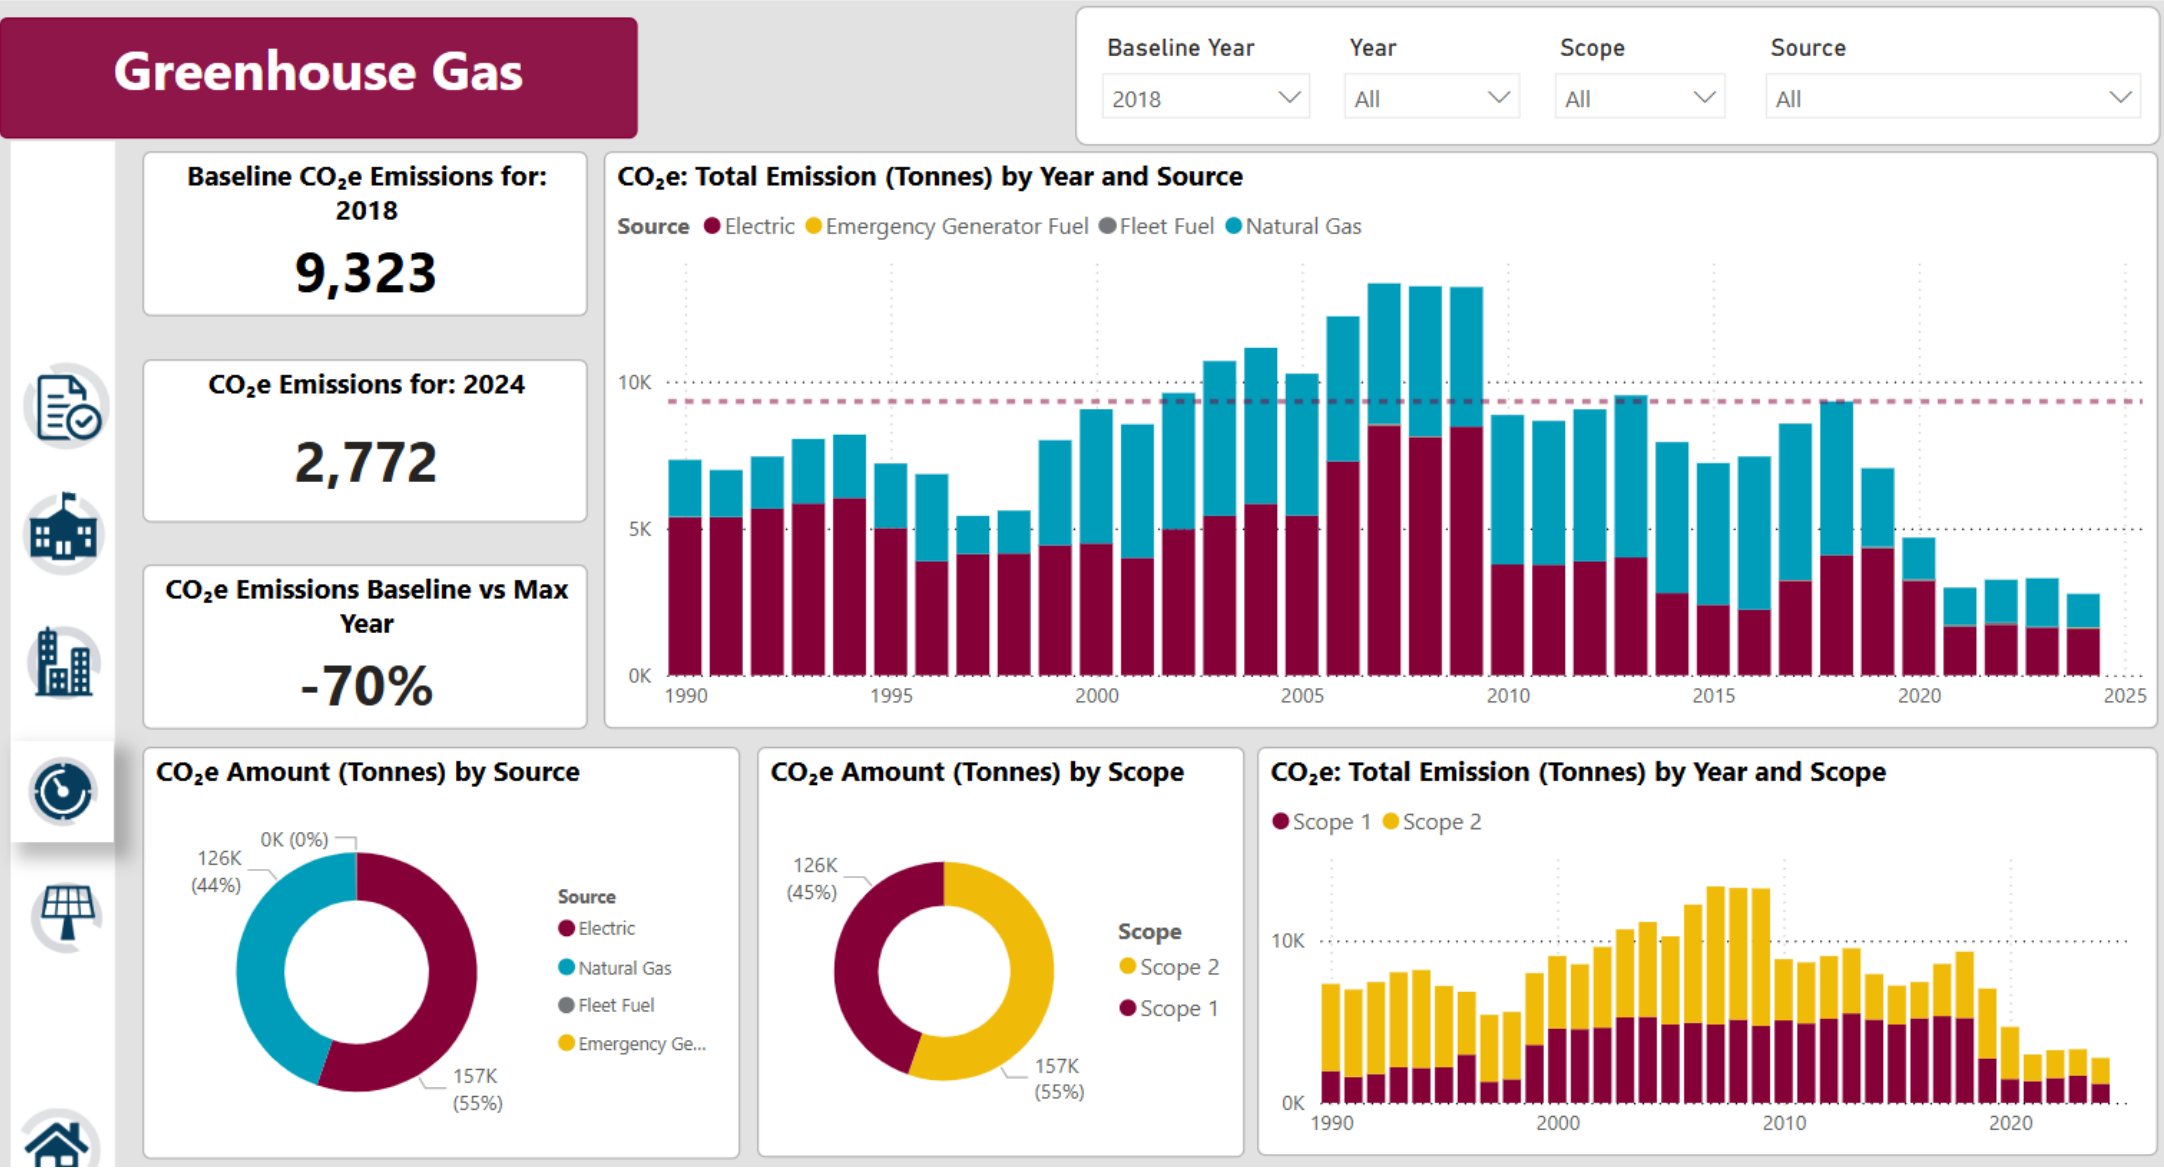 Greenhouse Gas
Baseline Year
Year
Scope
Source
2018
All
All
All
Baseline CO₂e Emissions for:
2018
9,323
CO₂e Emissions for: 2024
2,772
CO₂e Emissions Baseline vs Max
Year
-70%
CO₂e: Total Emission (Tonnes) by Year and Source
Source Electric Emergency Generator Fuel Fleet Fuel Natural Gas
10K
5K
0K
1990 1995 2000 2005 2010 2015 2020 2025
CO₂e Amount (Tonnes) by Source
0K (0%)
126K
(44%)
157K
(55%)
Source
Electric
Natural Gas
Fleet Fuel
Emergency Ge...
CO₂e Amount (Tonnes) by Scope
126K
(45%)
157K
(55%)
Scope
Scope 2
Scope 1
CO₂e: Total Emission (Tonnes) by Year and Scope
Scope 1 Scope 2
10K
0K
1990 2000 2010 2020